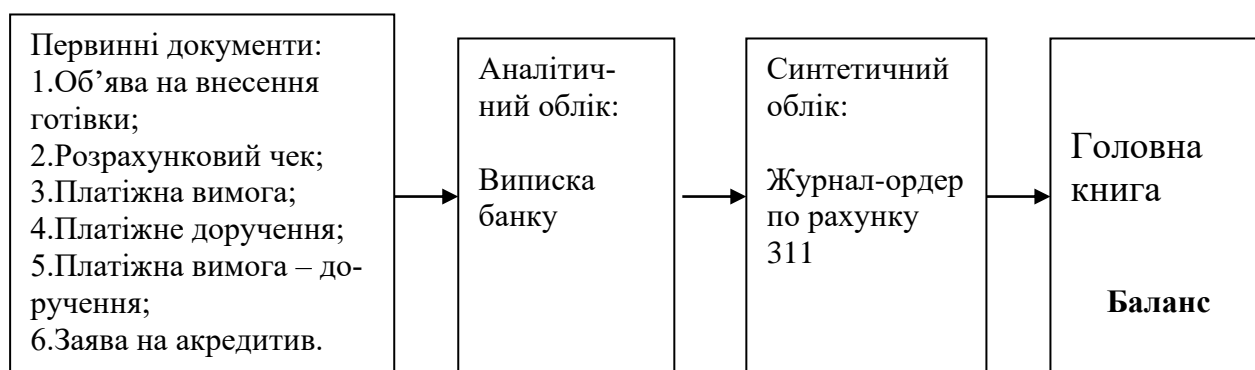 Первинні документи:
1.Об’ява на внесення
готівки;
2.Розрахунковий чек;
3.Платіжна вимога;
4.Платіжне доручення;
5.Платіжна вимога – до-
ручення;
6.Заява на акредитив.
Аналітич-
ний облік:
Виписка
банку
Синтетичний
облік:
Журнал-ордер
по рахунку
311
Головна
книга
Баланс